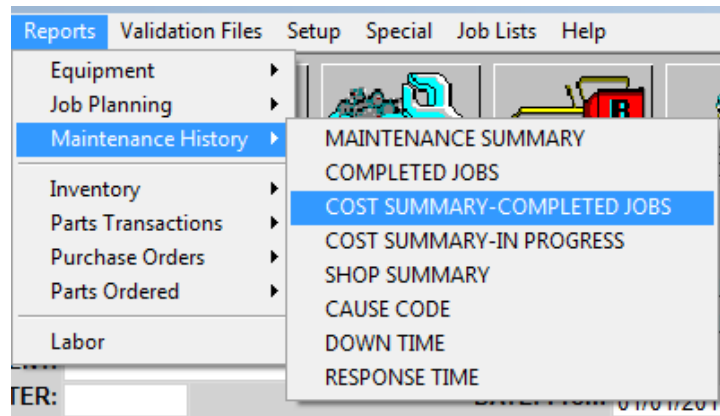 Reports Validation Files Setup Special Job Lists Help
Equipment
Job Planning
Maintenance History
Inventory
Parts Transactions
Purchase Orders
Parts Ordered
Labor
MAINTENANCE SUMMARY
COMPLETED JOBS
COST SUMMARY-COMPLETED JOBS
COST SUMMARY-IN PROGRESS
SHOP SUMMARY
CAUSE CODE
DOWN TIME
RESPONSE TIME
R
TER: